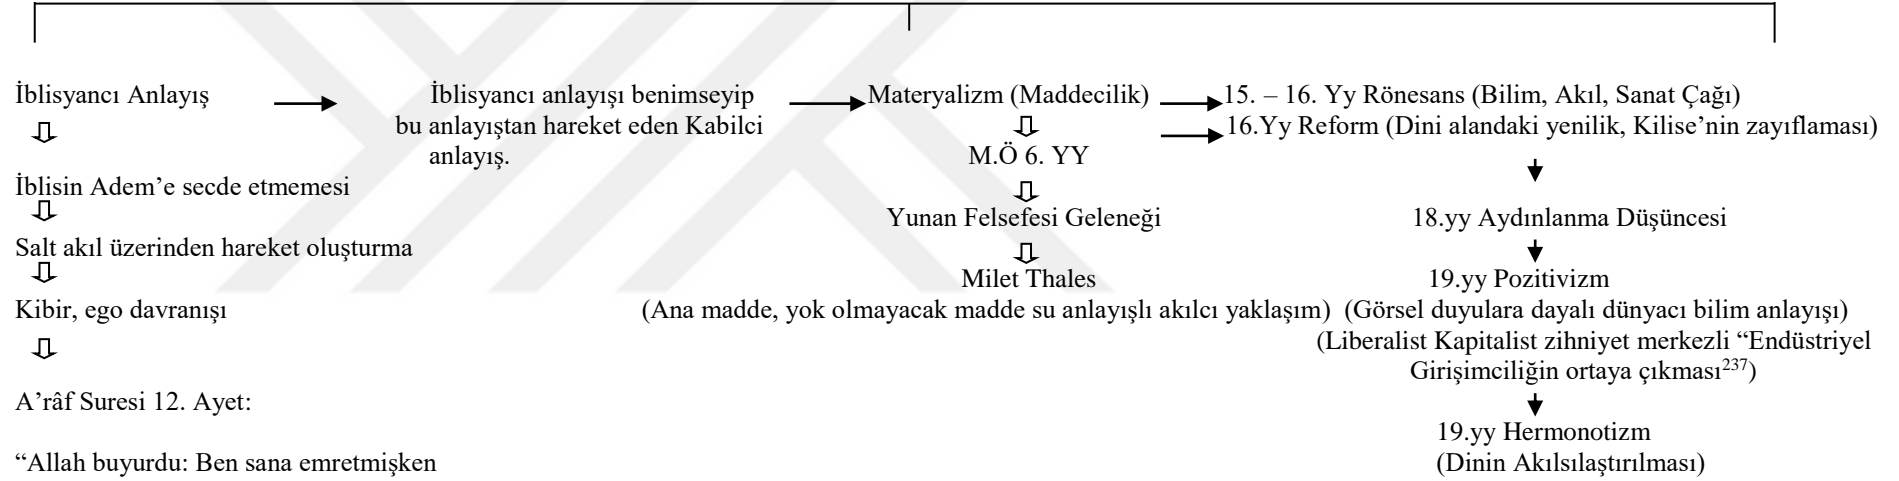 İblisyancı Anlayış
İblisin Adem’e secde etmemesi
Salt akıl üzerinden hareket oluşturma
Kibir, ego davranışı
A’râf Suresi 12. Ayet:
“Allah buyurdu: Ben sana emretmişken
İblisyancı anlayışı benimseyip
bu anlayıştan hareket eden Kabilci
anlayış.
Materyalizm (Maddecilik)
M.Ö 6. YY
Yunan Felsefesi Geleneği
Milet Thales
(Ana madde, yok olmayacak madde su anlayışlı akılcı yaklaşım)
15. – 16. Yy Rönesans (Bilim, Akıl, Sanat Çağı)
16.Yy Reform (Dini alandaki yenilik, Kilise’nin zayıflaması)
18.yy Aydınlanma Düşüncesi
19.yy Pozitivizm
(Görsel duyulara dayalı dünyacı bilim anlayışı)
(Liberalist Kapitalist zihniyet merkezli “Endüstriyel
Girişimciliğin ortaya çıkması237)
19.yy Hermonotizm
(Dinin Akılsılaştırılması)